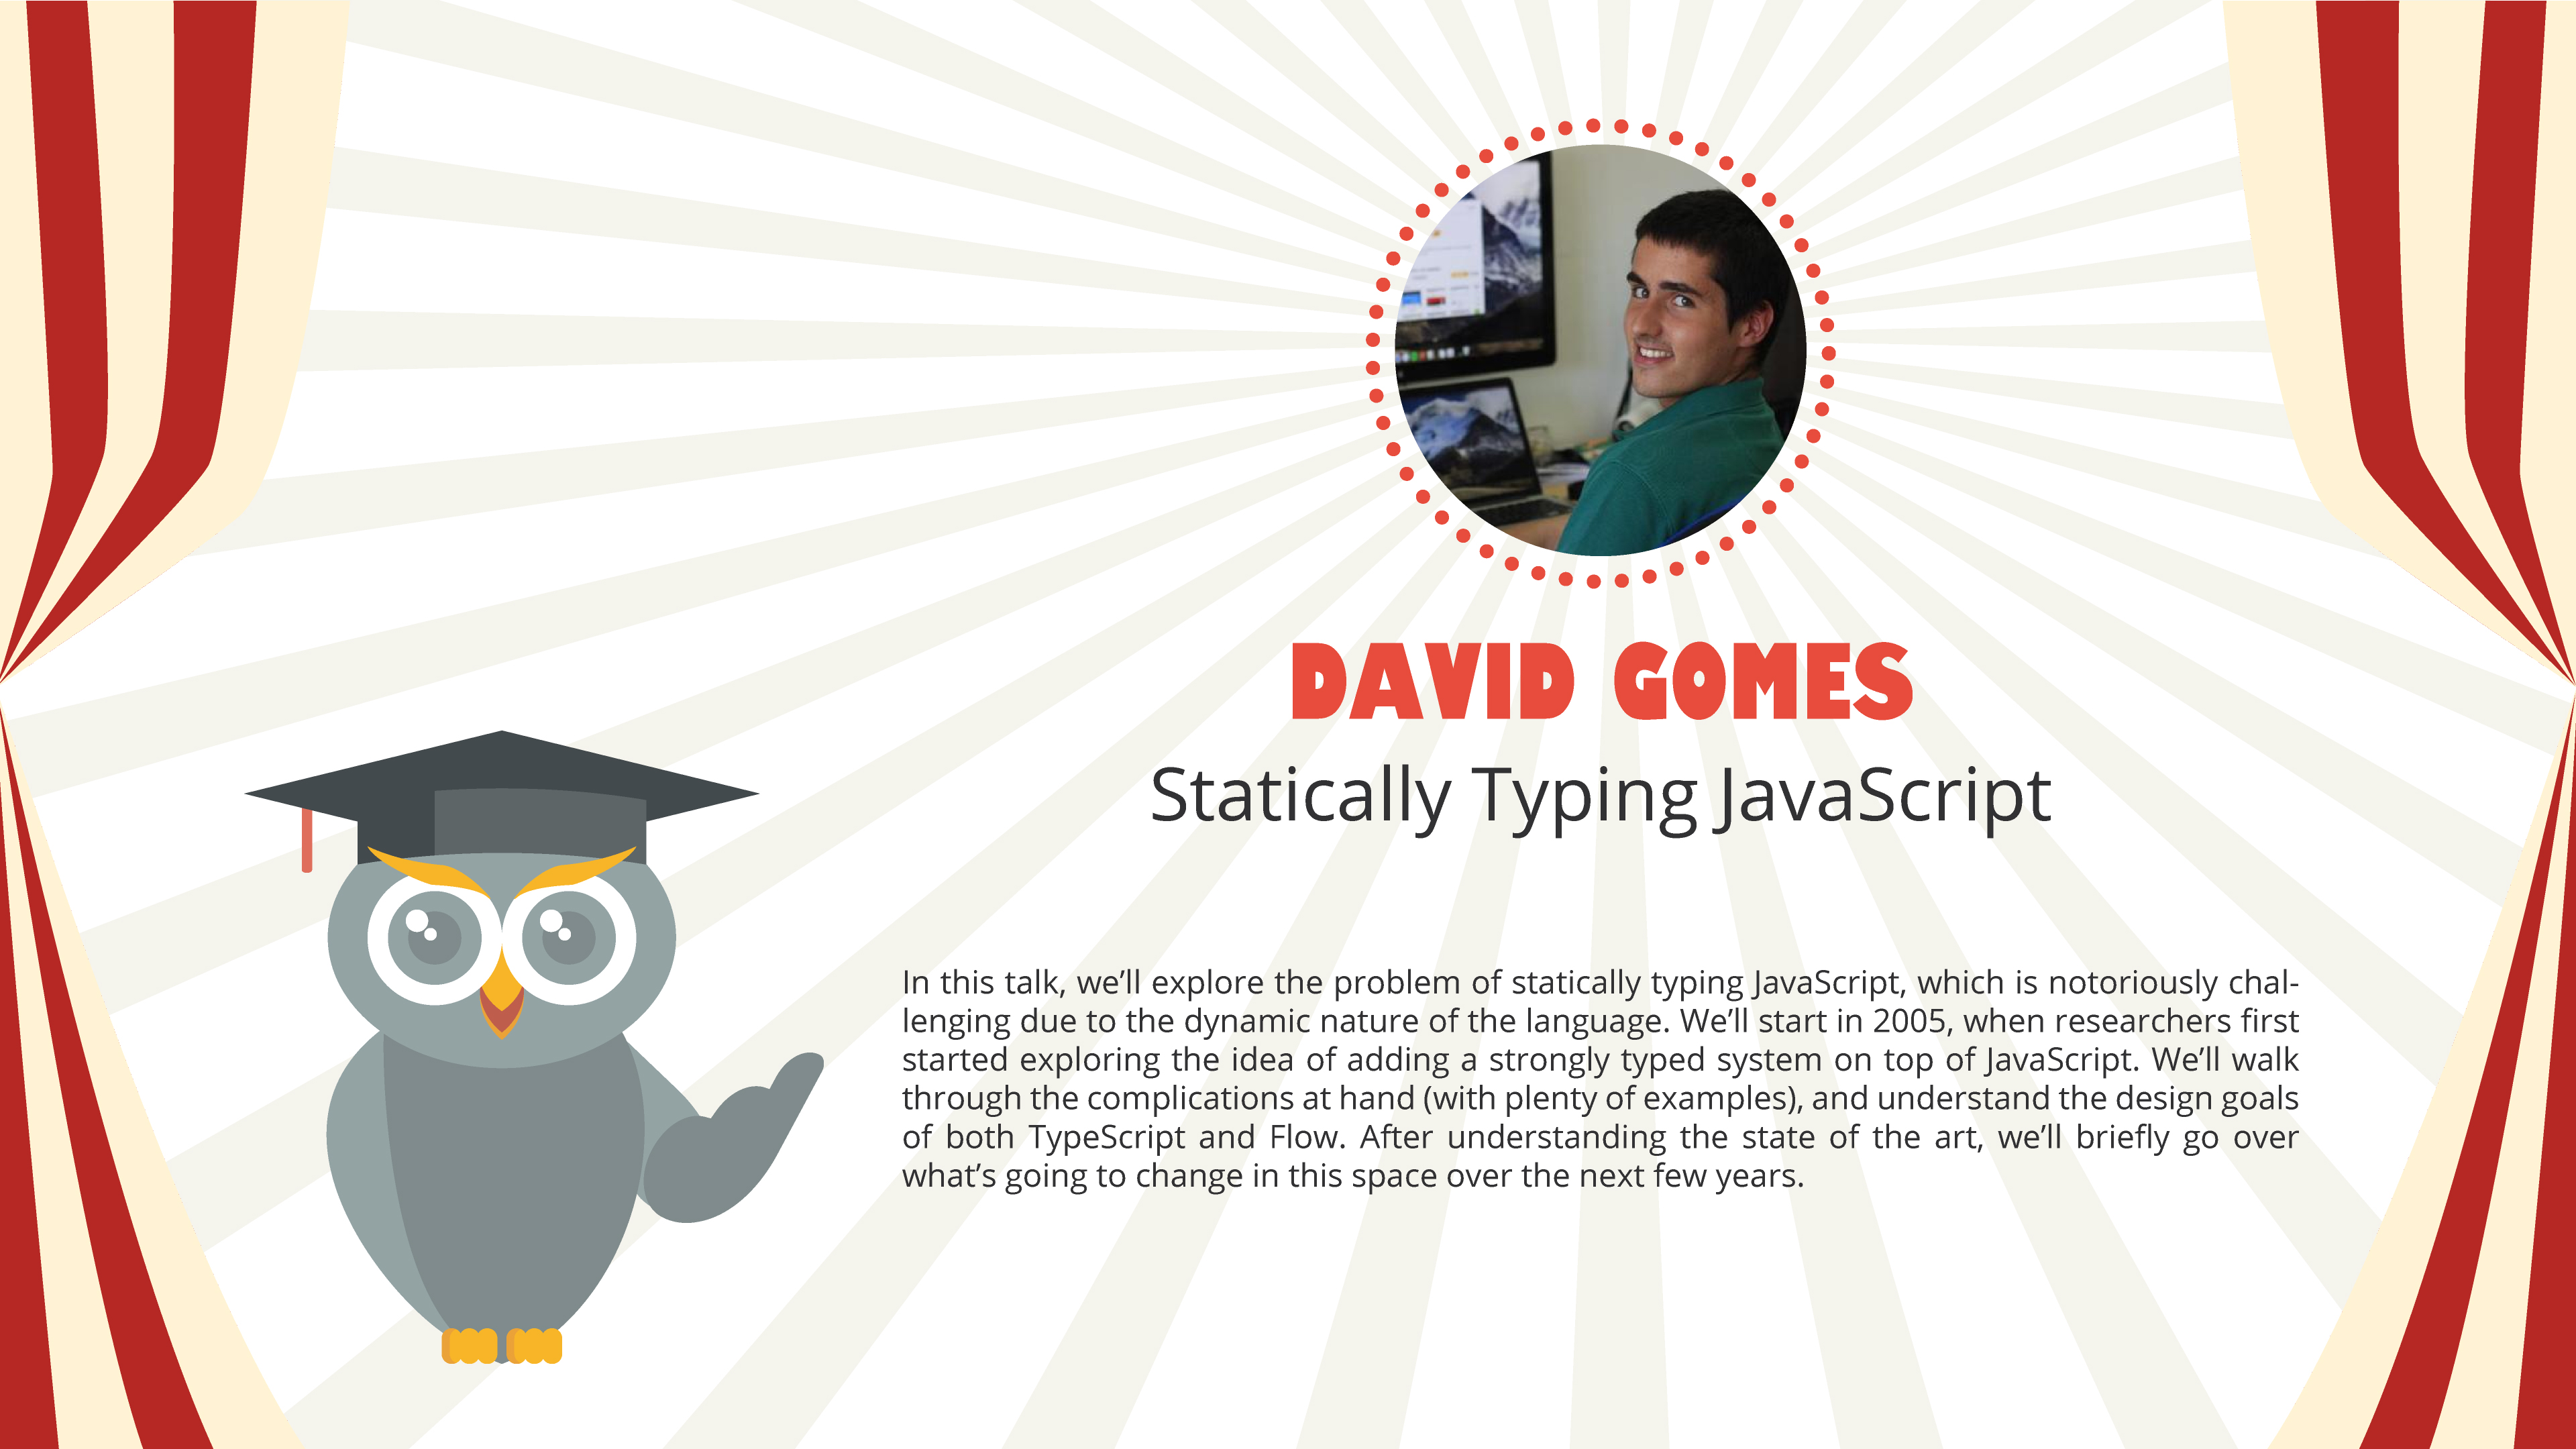 DAVID GOMES
Statically Typing JavaScript
In this talk, we’ll explore the problem of statically typing JavaScript, which is notoriously chal-
lenging due to the dynamic nature of the language. We’ll start in 2005, when researchers first
started exploring the idea of adding a strongly typed system on top of JavaScript. We’ll walk
through the complications at hand (with plenty of examples), and understand the design goals
of both TypeScript and Flow. After understanding the state of the art, we’ll briefly go over
what’s going to change in this space over the next few years.